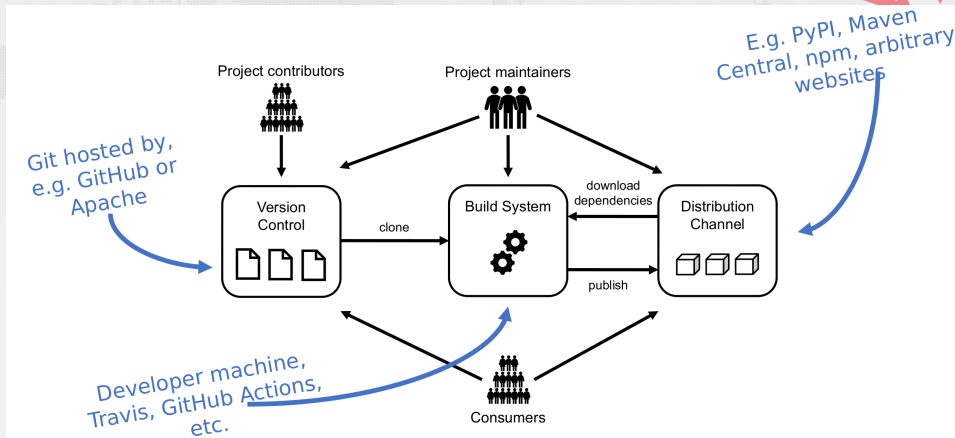 E.g. PyPI, Maven
Central, npm, arbitrary
websites
Project contributors
Project maintainers
Git hosted by,
e.g. GitHub or
Apache
Version
Control
clone
Build System
download
dependencies
publish
Distribution
Channel
Developer machine,
Travis, GitHub Actions,
etc.
Consumers